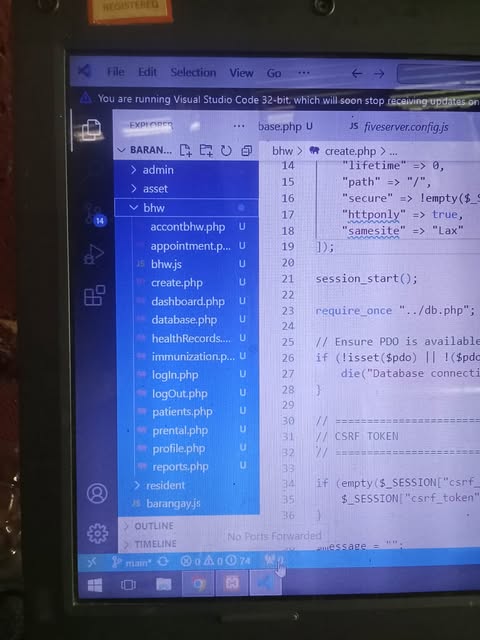 REGISTERED
File Edit Selection View Go ...
You are running Visual Studio Code 32-bit, which will soon stop receiving updates on
EXPLORER ...
base.php U JS fiveserver.config.js
BARAN...
bhw > create.php > ...
> admin
> asset
bhw
accontbhw.php U
appointment.p... U
JS bhw.js U
create.php U
dashboard.php U
database.php U
healthRecords.... U
immunization.p... U
logIn.php U
logOut.php U
patients.php U
prental.php U
profile.php U
reports.php U
> resident
barangay.js U
> OUTLINE
> TIMELINE
14
14 "lifetime" => 0,
15 "path" => "/",
16 "secure" => !empty($_S
17 "httponly" => true,
18 "samesite" => "Lax"
19 ]);
20
21 session_start();
22
23 require_once "../db.php";
24
25 // Ensure PDO is available
26 if (!isset($pdo) || !($pdo
27 die("Database connecti
28 }
29
30 // ========================
31 // CSRF TOKEN
32 // ========================
33
34 if (empty($_SESSION["csrf_
35 $_SESSION["csrf_token"
36 }
message = "";
No Ports Forwarded
main* 0 0 74